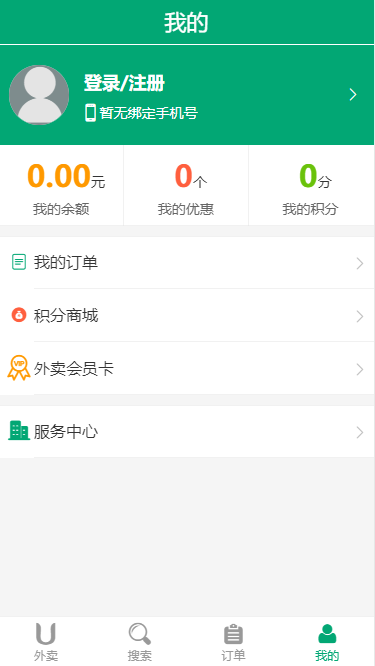 我的
登录/注册
暂无绑定手机号
0.00元
0个
0分
我的余额
我的优惠
我的积分
我的订单
积分商城
VIP
外卖会员卡
服务中心
外卖
搜索
订单
我的